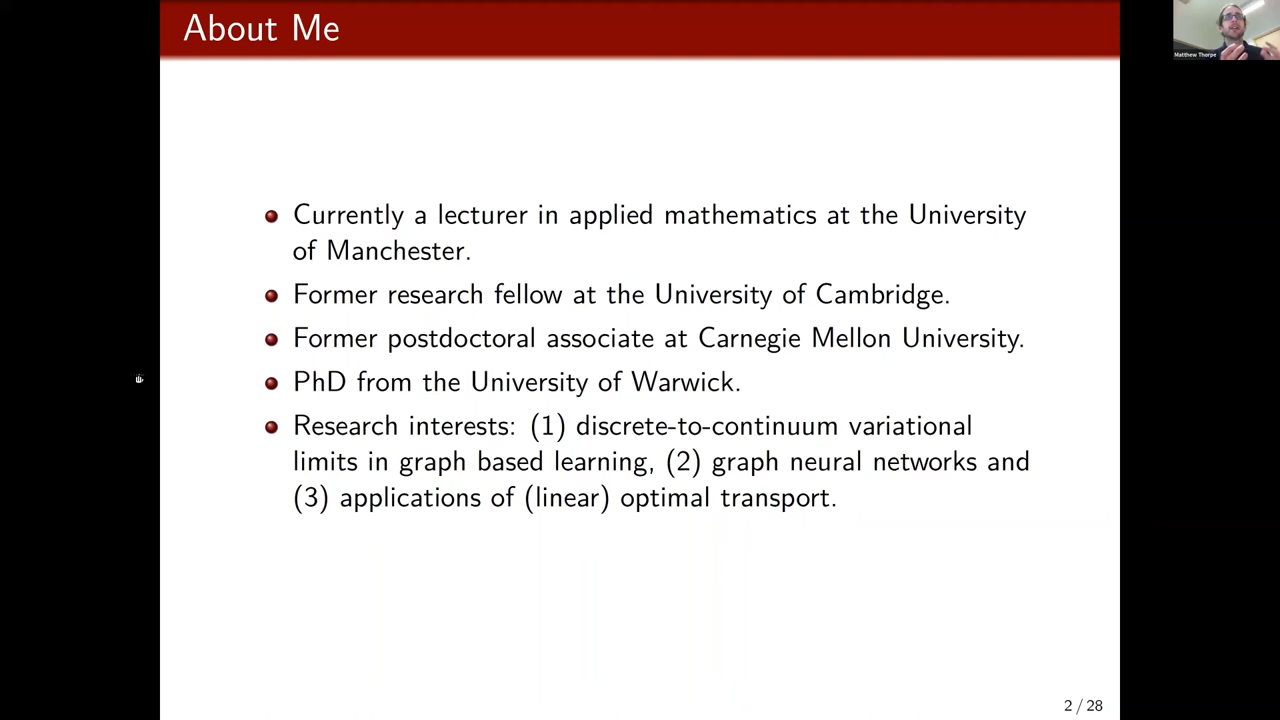 About Me
Matthew Thorpe
Currently a lecturer in applied mathematics at the University
of Manchester.
Former research fellow at the University of Cambridge.
Former postdoctoral associate at Carnegie Mellon University.
PhD from the University of Warwick.
Research interests: (1) discrete-to-continuum variational
limits in graph based learning, (2) graph neural networks and
(3) applications of (linear) optimal transport.
2 / 28